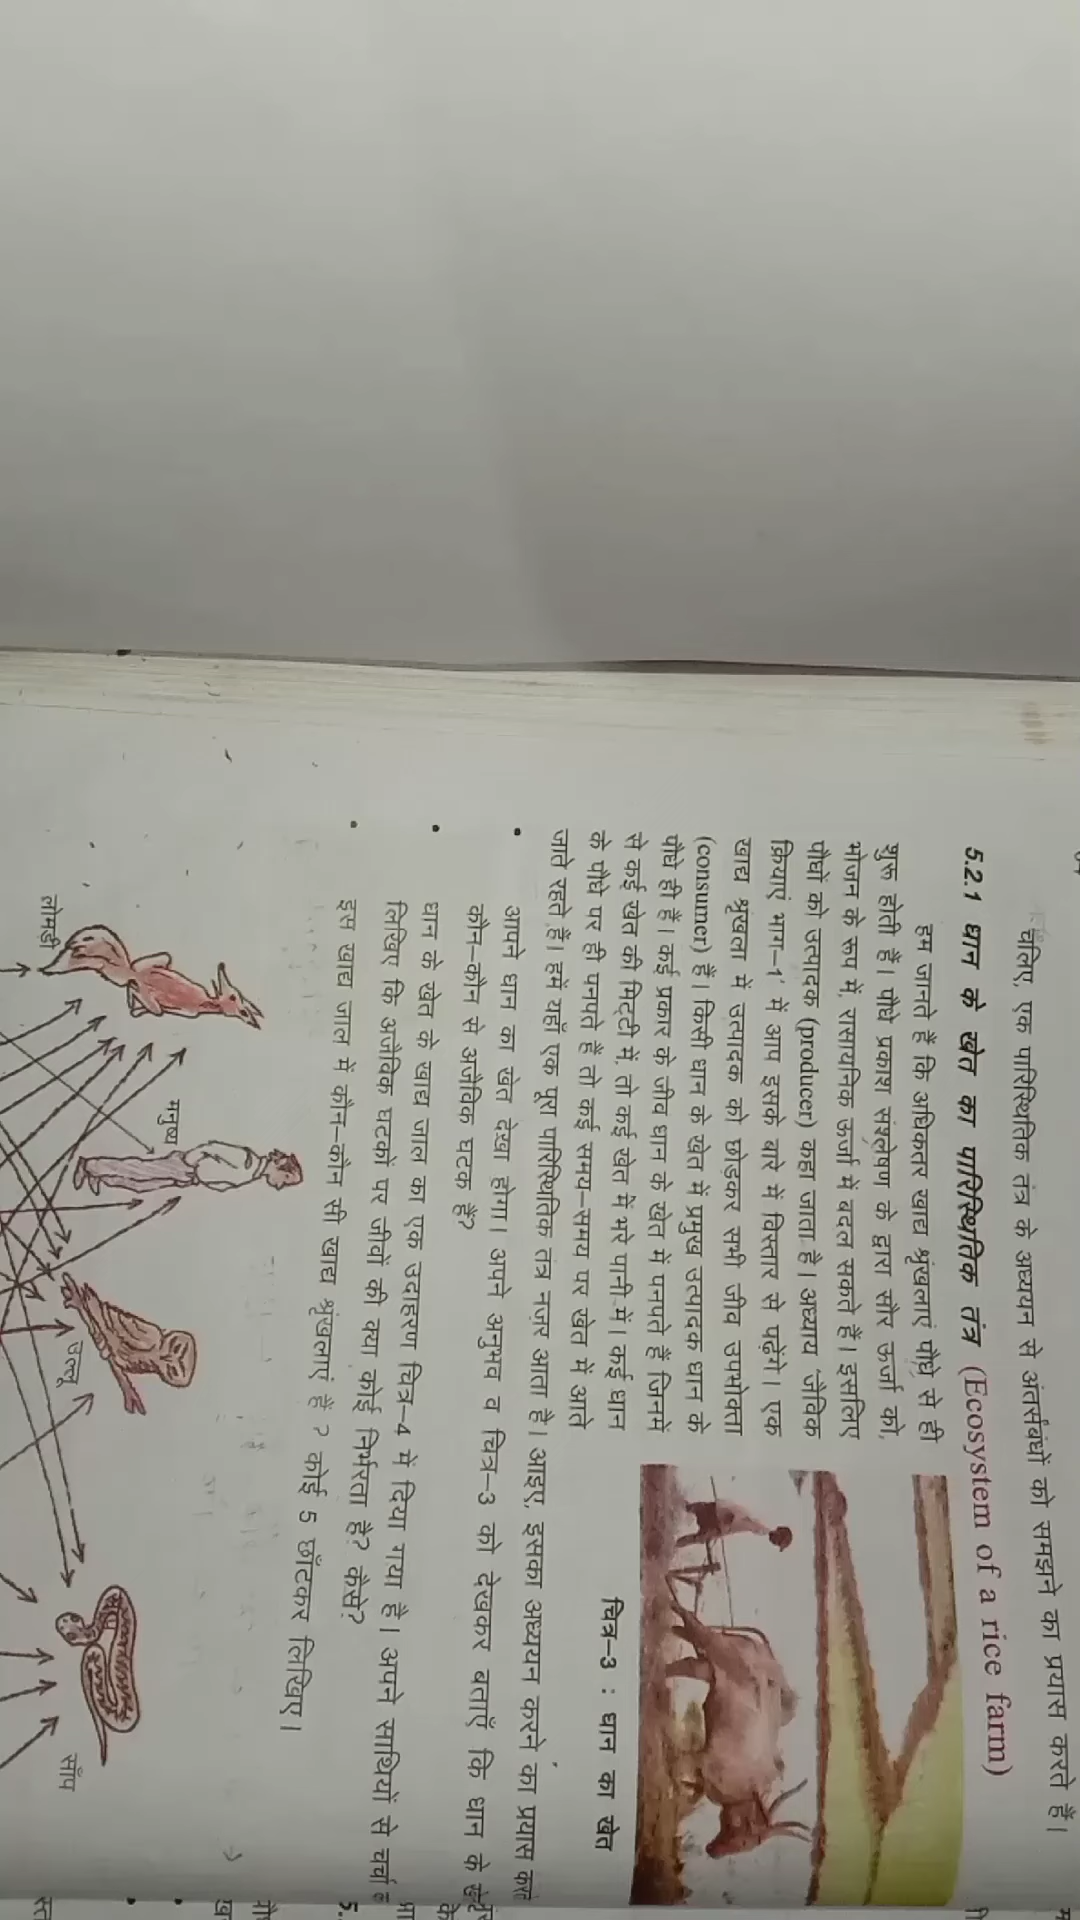 चलिए, एक पारिस्थितिक तंत्र के अध्ययन से अंतर्संबंधों को समझने का प्रयास करते हैं।
5.2.1 धान के खेत का पारिस्थितिक तंत्र (Ecosystem of a rice farm)
हम जानते हैं कि अधिकतर खाद्य श्रृंखलाएं पौधे से ही
शुरू होती हैं। पौधे प्रकाश संश्लेषण के द्वारा सौर ऊर्जा को,
भोजन के रूप में, रासायनिक ऊर्जा में बदल सकते हैं। इसलिए
पौधों को उत्पादक (producer) कहा जाता है। अध्याय 'जैविक
क्रियाएं भाग–1' में आप इसके बारे में विस्तार से पढ़ेंगे। एक
खाद्य श्रृंखला में उत्पादक को छोड़कर सभी जीव उपभोक्ता
(consumer) हैं। किसी धान के खेत में प्रमुख उत्पादक धान के
पौधे ही हैं। कई प्रकार के जीव धान के खेत में पनपते हैं जिनमें
से कई खेत की मिट्टी में, तो कई खेत में भरे पानी में। कई धान
के पौधे पर ही पनपते हैं तो कई समय–समय पर खेत में आते
जाते रहते हैं। हमें यहाँ एक पूरा पारिस्थितिक तंत्र नज़र आता है। आइए, इसका अध्ययन करने का प्रयास करते
चित्र–3 : धान का खेत
• आपने धान का खेत देखा होगा। अपने अनुभव व चित्र–3 को देखकर बताएँ कि धान के
कौन–कौन से अजैविक घटक हैं?
• धान के खेत के खाद्य जाल का एक उदाहरण चित्र–4 में दिया गया है। अपने साथियों से चर्चा
लिखिए कि अजैविक घटकों पर जीवों की क्या कोई निर्भरता है? कैसे?
• इस खाद्य जाल में कौन–कौन सी खाद्य श्रृंखलाएं है ? कोई 5 छाँटकर लिखिए।
लोमड़ी
मनुष्य
उल्लू
साँप